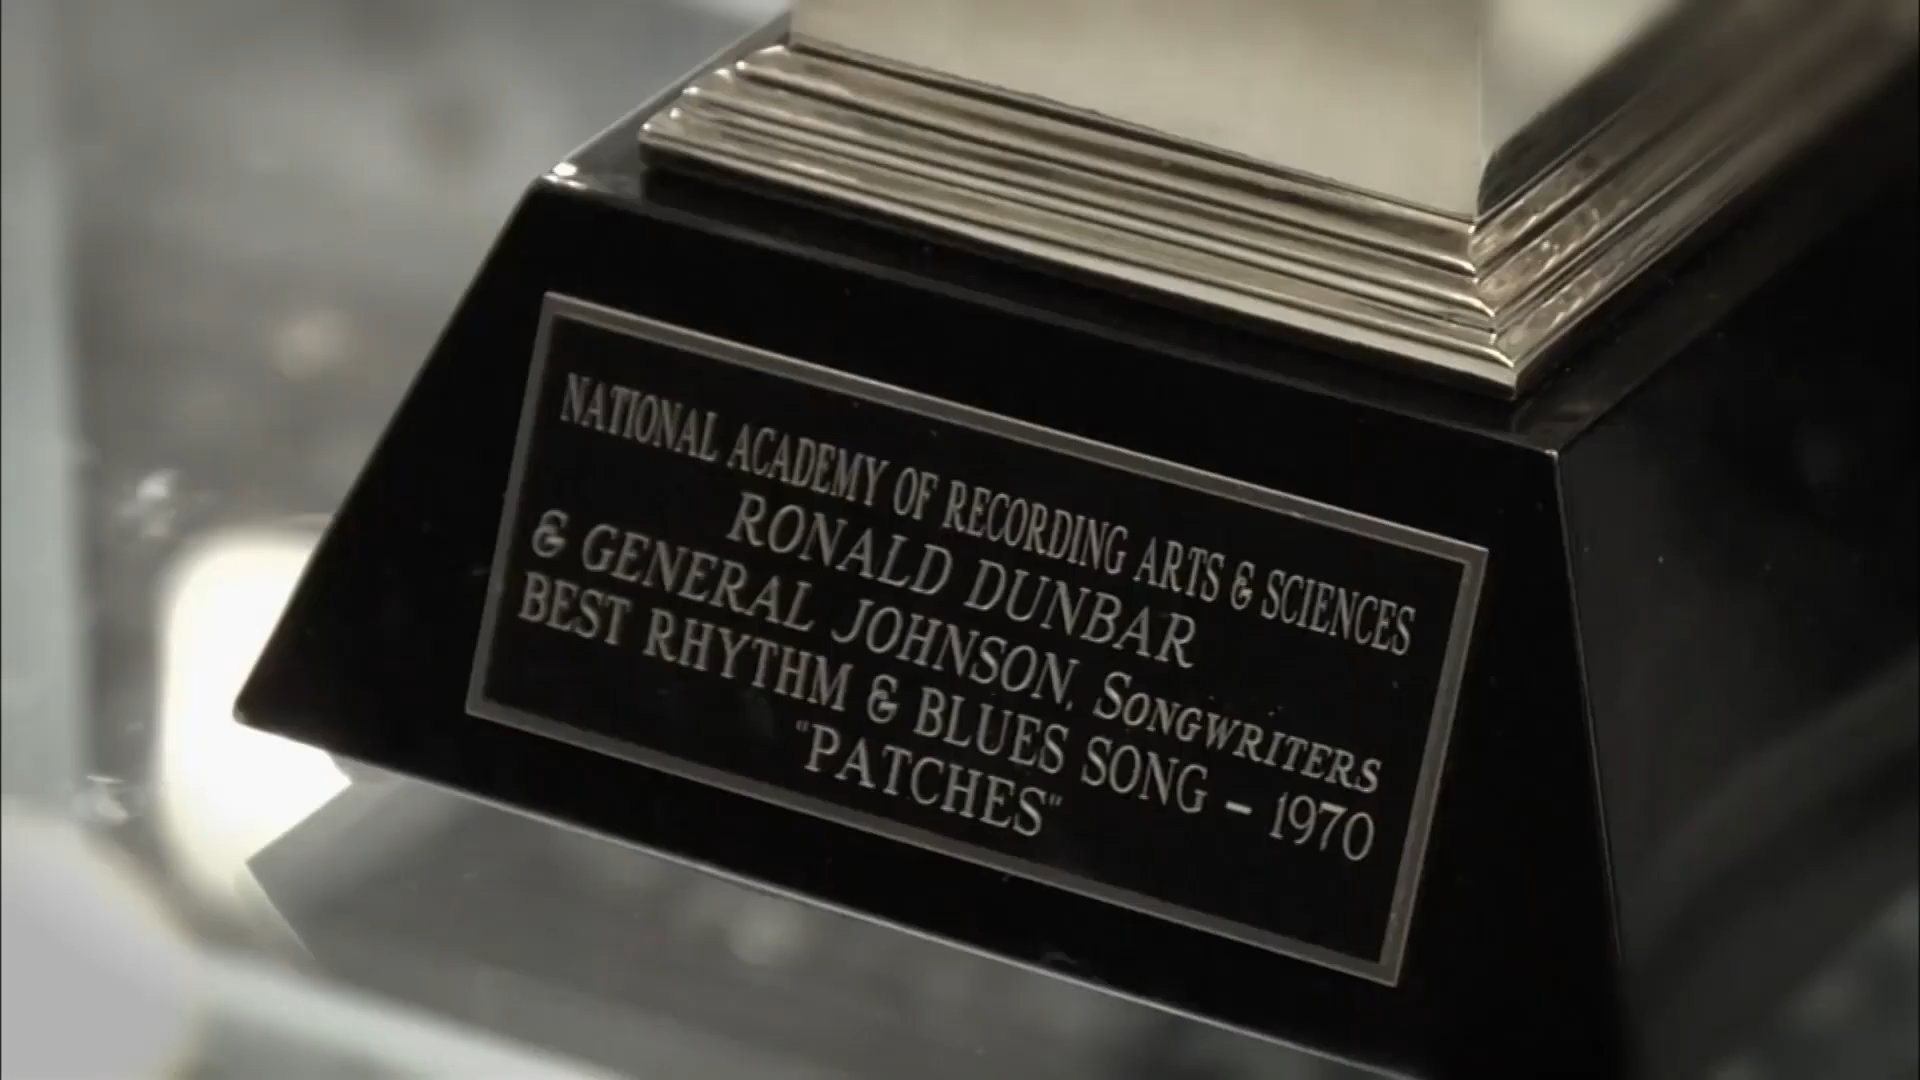 NATIONAL ACADEMY OF RECORDING ARTS & SCIENCES
RONALD DUNBAR
& GENERAL JOHNSON, SONGWRITERS
BEST RHYTHM & BLUES SONG – 1970
"PATCHES"